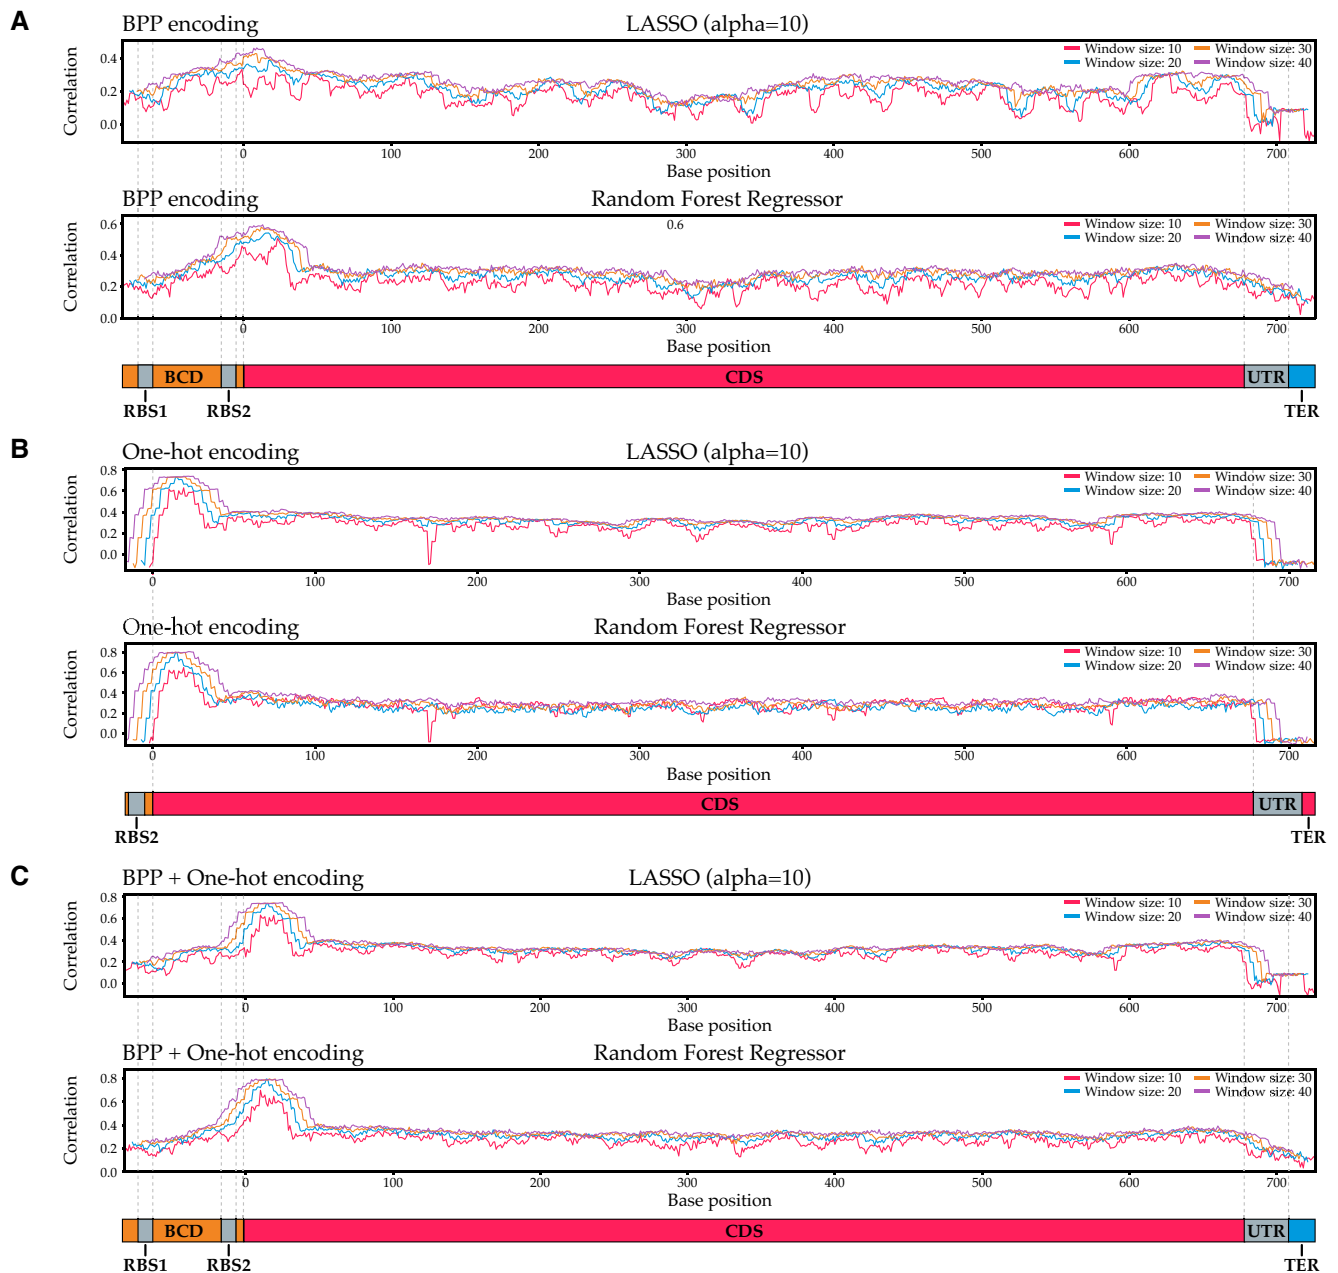 A
BPP encoding LASSO (alpha=10)
Window size: 10 Window size: 30
Window size: 20 Window size: 40
0.4
0.2
0.0
Correlation
0 100 200 300 400 500 600 700
Base position
BPP encoding Random Forest Regressor
0.6
Window size: 10 Window size: 30
Window size: 20 Window size: 40
0.6
0.4
0.2
0.0
Correlation
0 100 200 300 400 500 600 700
Base position
BCD CDS UTR
RBS1 RBS2 TER
B
One-hot encoding LASSO (alpha=10)
Window size: 10 Window size: 30
Window size: 20 Window size: 40
0.8
0.6
0.4
0.2
0.0
Correlation
0 100 200 300 400 500 600 700
Base position
One-hot encoding Random Forest Regressor
Window size: 10 Window size: 30
Window size: 20 Window size: 40
0.8
0.6
0.4
0.2
0.0
Correlation
0 100 200 300 400 500 600 700
Base position
CDS UTR
RBS2 TER
C
BPP + One-hot encoding LASSO (alpha=10)
Window size: 10 Window size: 30
Window size: 20 Window size: 40
0.8
0.6
0.4
0.2
0.0
Correlation
0 100 200 300 400 500 600 700
Base position
BPP + One-hot encoding Random Forest Regressor
Window size: 10 Window size: 30
Window size: 20 Window size: 40
0.8
0.6
0.4
0.2
0.0
Correlation
0 100 200 300 400 500 600 700
Base position
BCD CDS UTR
RBS1 RBS2 TER